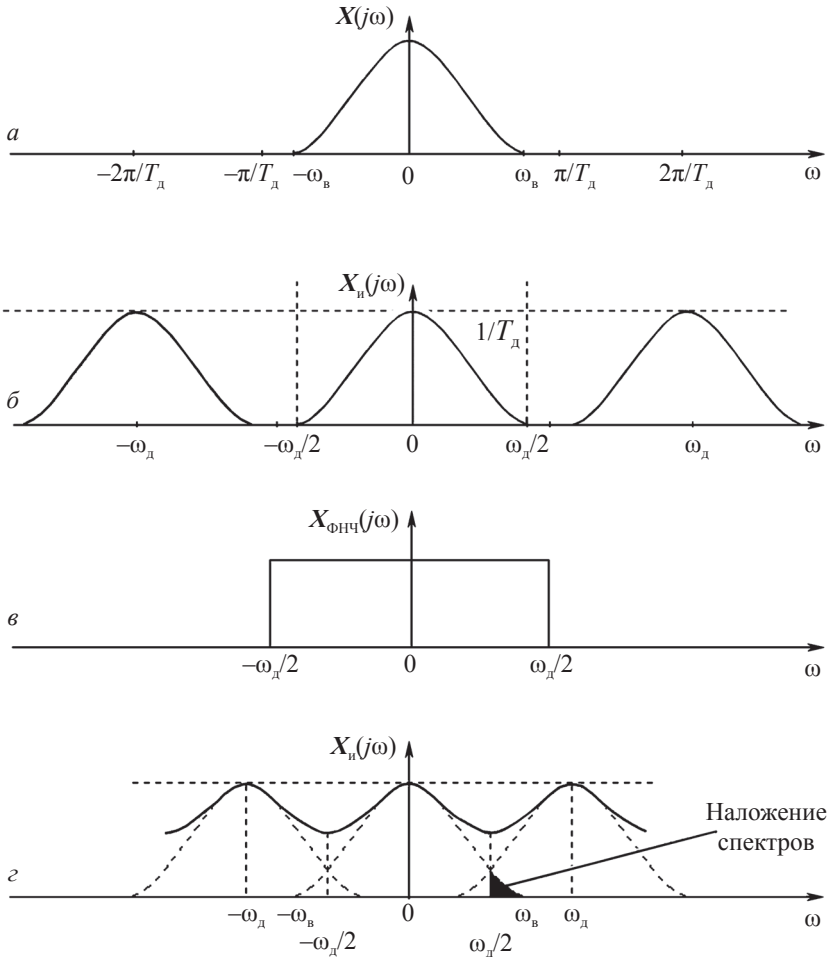 X(jω)
а
−2π/Tд
−π/Tд
−ωв
0
ωв
π/Tд
2π/Tд
ω
Xи(jω)
1/Tд
б
−ωд
−ωд/2
0
ωд/2
ωд
ω
XФНЧ(jω)
в
−ωд/2
0
ωд/2
ω
Xи(jω)
Наложение
спектров
г
−ωд
−ωв
0
ωв
ωд
ω
−ωд/2
ωд/2